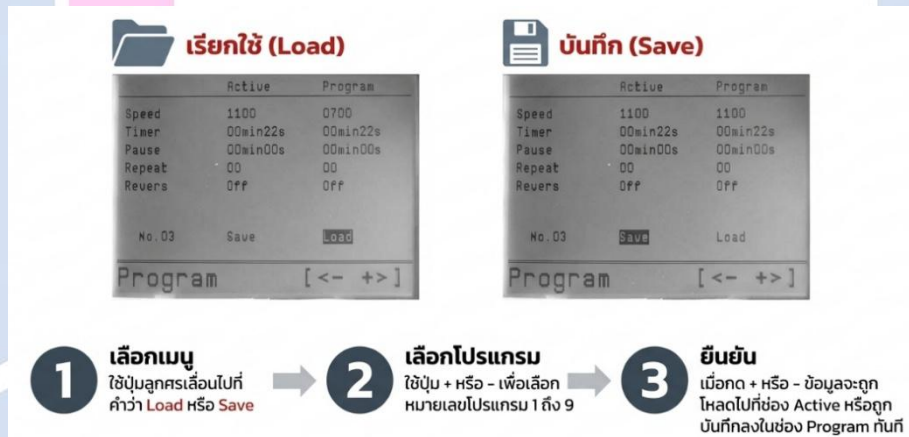 เรียกใช้ (Load)
Active Program
Speed 1100 0700
Timer 00min22s 00min22s
Pause 00min00s 00min00s
Repeat 00 00
Revers Off Off
No.03 Save Load
Program [<- +>]
บันทึก (Save)
Active Program
Speed 1100 1100
Timer 00min22s 00min22s
Pause 00min00s 00min00s
Repeat 00 00
Revers Off Off
No.03 Save Load
Program [<- +>]
1
เลือกเมนู
ใช้ปุ่มลูกศรเลื่อนไปที่
คำว่า Load หรือ Save
2
เลือกโปรแกรม
ใช้ปุ่ม + หรือ – เพื่อเลือก
หมายเลขโปรแกรม 1 ถึง 9
3
ยืนยัน
เมื่อกด + หรือ – ข้อมูลจะถูก
โหลดไปที่ช่อง Active หรือถูก
บันทึกลงในช่อง Program ทันที